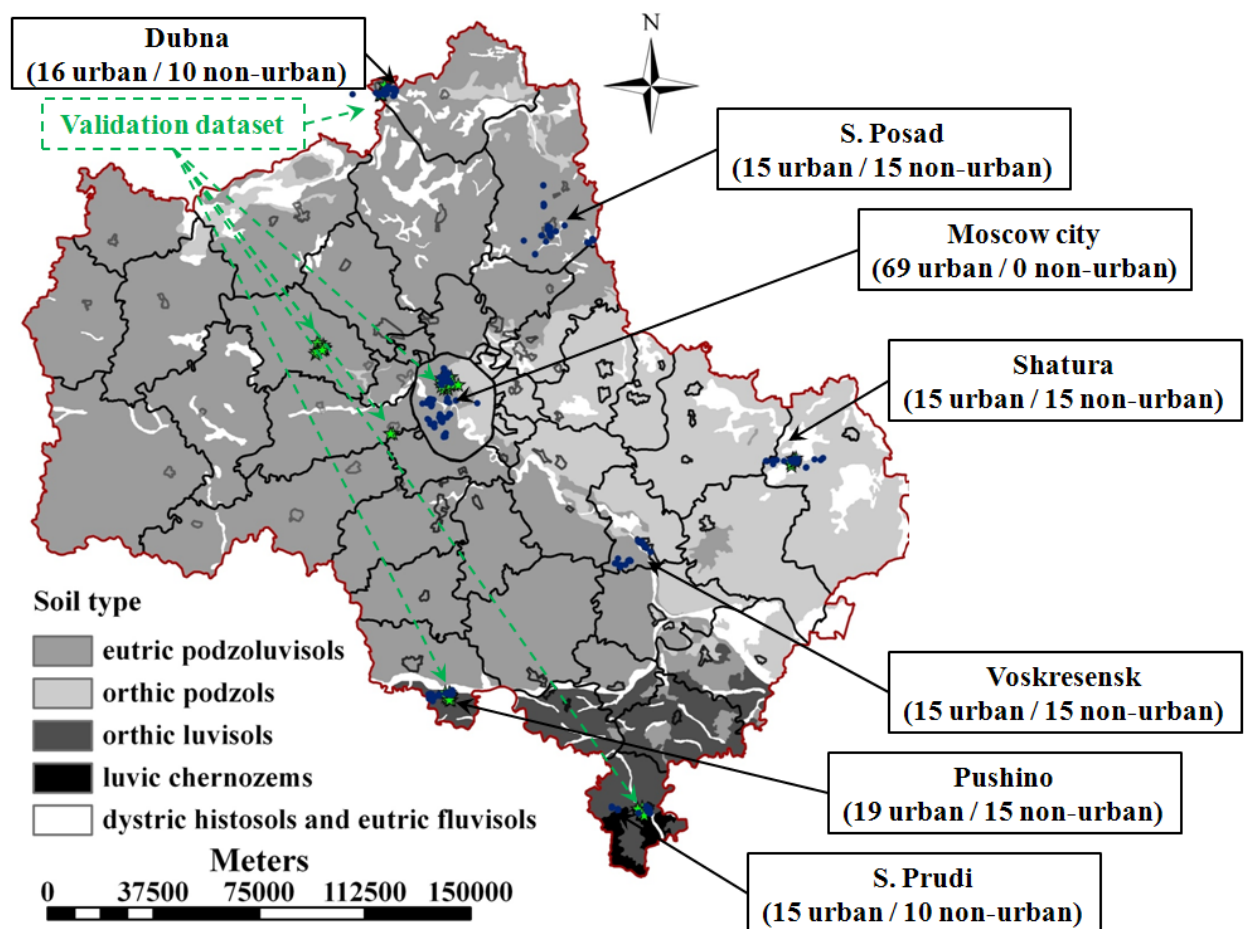 Dubna
(16 urban / 10 non-urban)
N
Validation dataset
S. Posad
(15 urban / 15 non-urban)
Moscow city
(69 urban / 0 non-urban)
Shatura
(15 urban / 15 non-urban)
Soil type
eutric podzoluvisols
orthic podzols
orthic luvisols
luvic chernozems
dystric histosols and eutric fluvisols
Meters
0 37500 75000 112500 150000
Voskresensk
(15 urban / 15 non-urban)
Pushino
(19 urban / 15 non-urban)
S. Prudi
(15 urban / 10 non-urban)